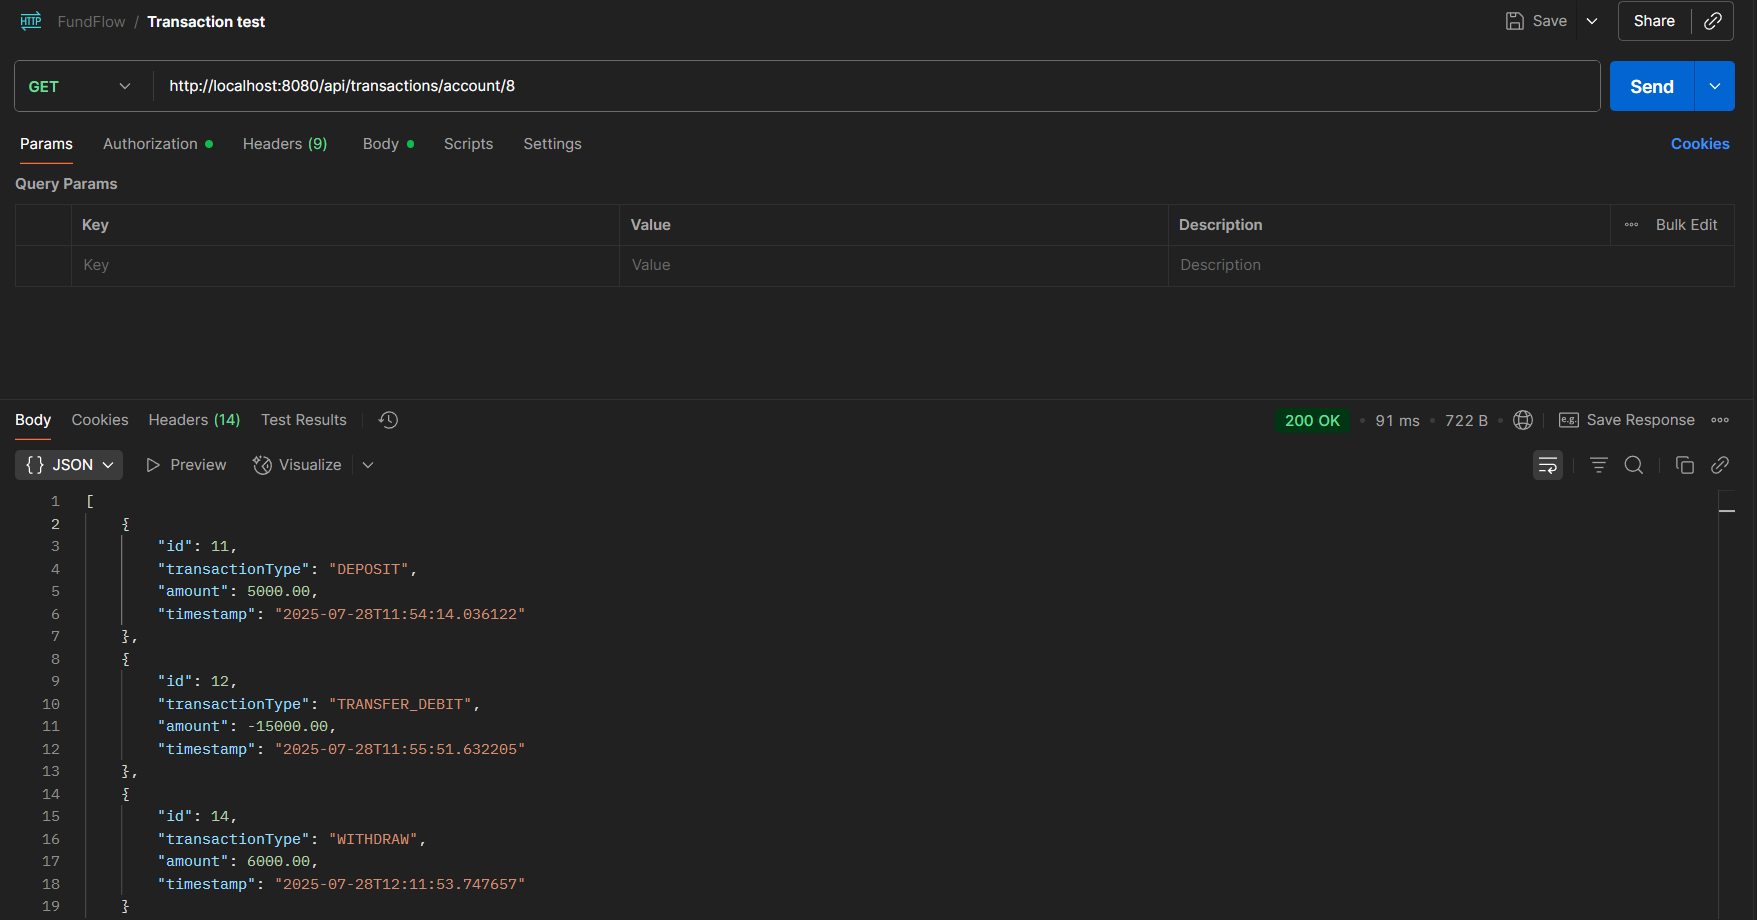 HTTP FundFlow / Transaction test Save Share
GET http://localhost:8080/api/transactions/account/8 Send
Params Authorization Headers (9) Body Scripts Settings Cookies
Query Params
Key Value Description Bulk Edit
Key Value Description
Body Cookies Headers (14) Test Results 200 OK • 91 ms • 722 B • e.g. Save Response
{} JSON Preview Visualize
1 [
2 {
3 "id": 11,
4 "transactionType": "DEPOSIT",
5 "amount": 5000.00,
6 "timestamp": "2025-07-28T11:54:14.036122"
7 },
8 {
9 "id": 12,
10 "transactionType": "TRANSFER_DEBIT",
11 "amount": -15000.00,
12 "timestamp": "2025-07-28T11:55:51.632205"
13 },
14 {
15 "id": 14,
16 "transactionType": "WITHDRAW",
17 "amount": 6000.00,
18 "timestamp": "2025-07-28T12:11:53.747657"
19 }